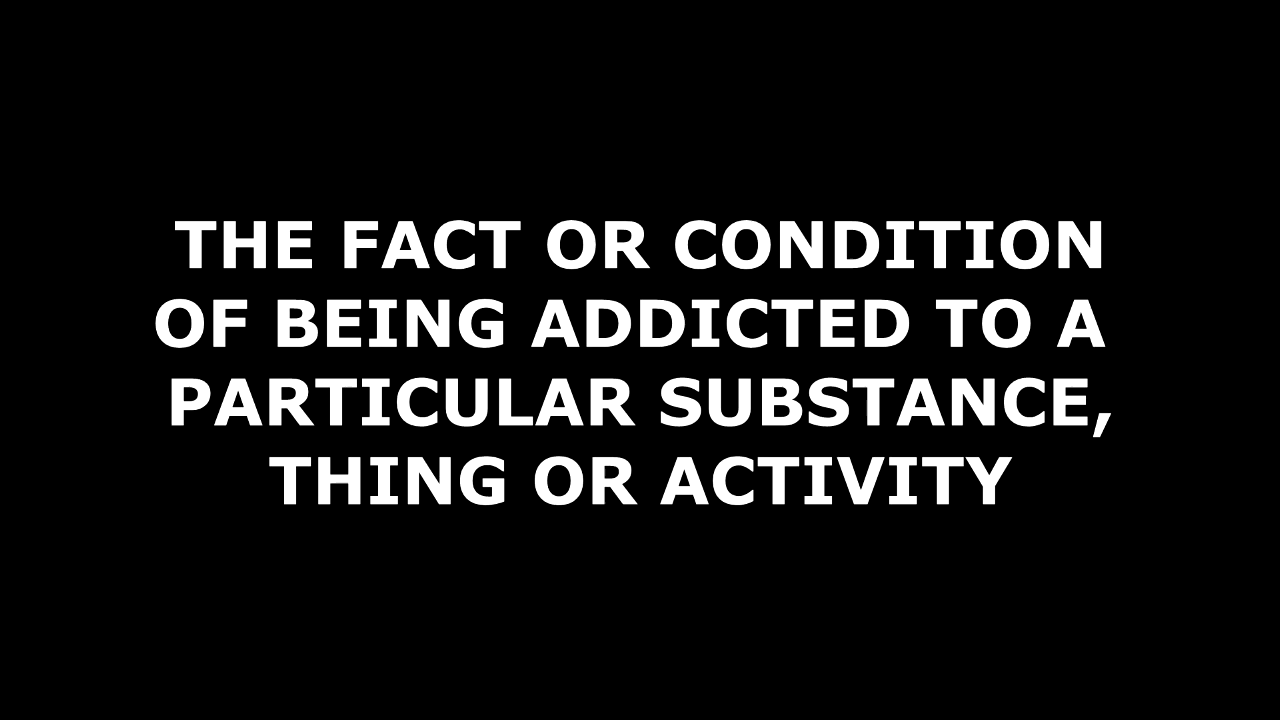 THE FACT OR CONDITION
OF BEING ADDICTED TO A
PARTICULAR SUBSTANCE,
THING OR ACTIVITY